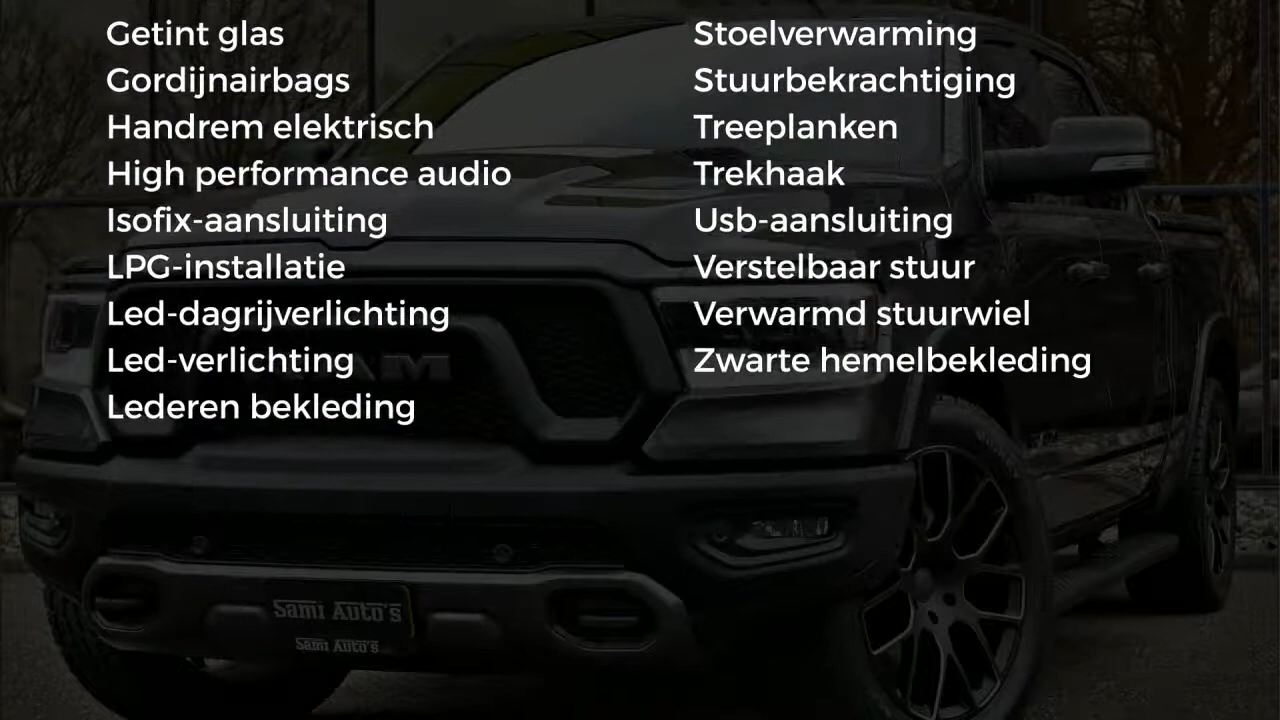 Getint glas
Gordijnairbags
Handrem elektrisch
High performance audio
Isofix-aansluiting
LPG-installatie
Led-dagrijverlichting
Led-verlichting
Lederen bekleding
Stoelverwarming
Stuurbekrachtiging
Treeplanken
Trekhaak
Usb-aansluiting
Verstelbaar stuur
Verwarmd stuurwiel
Zwarte hemelbekleding
RAM
Sami Auto's
Sami Auto's